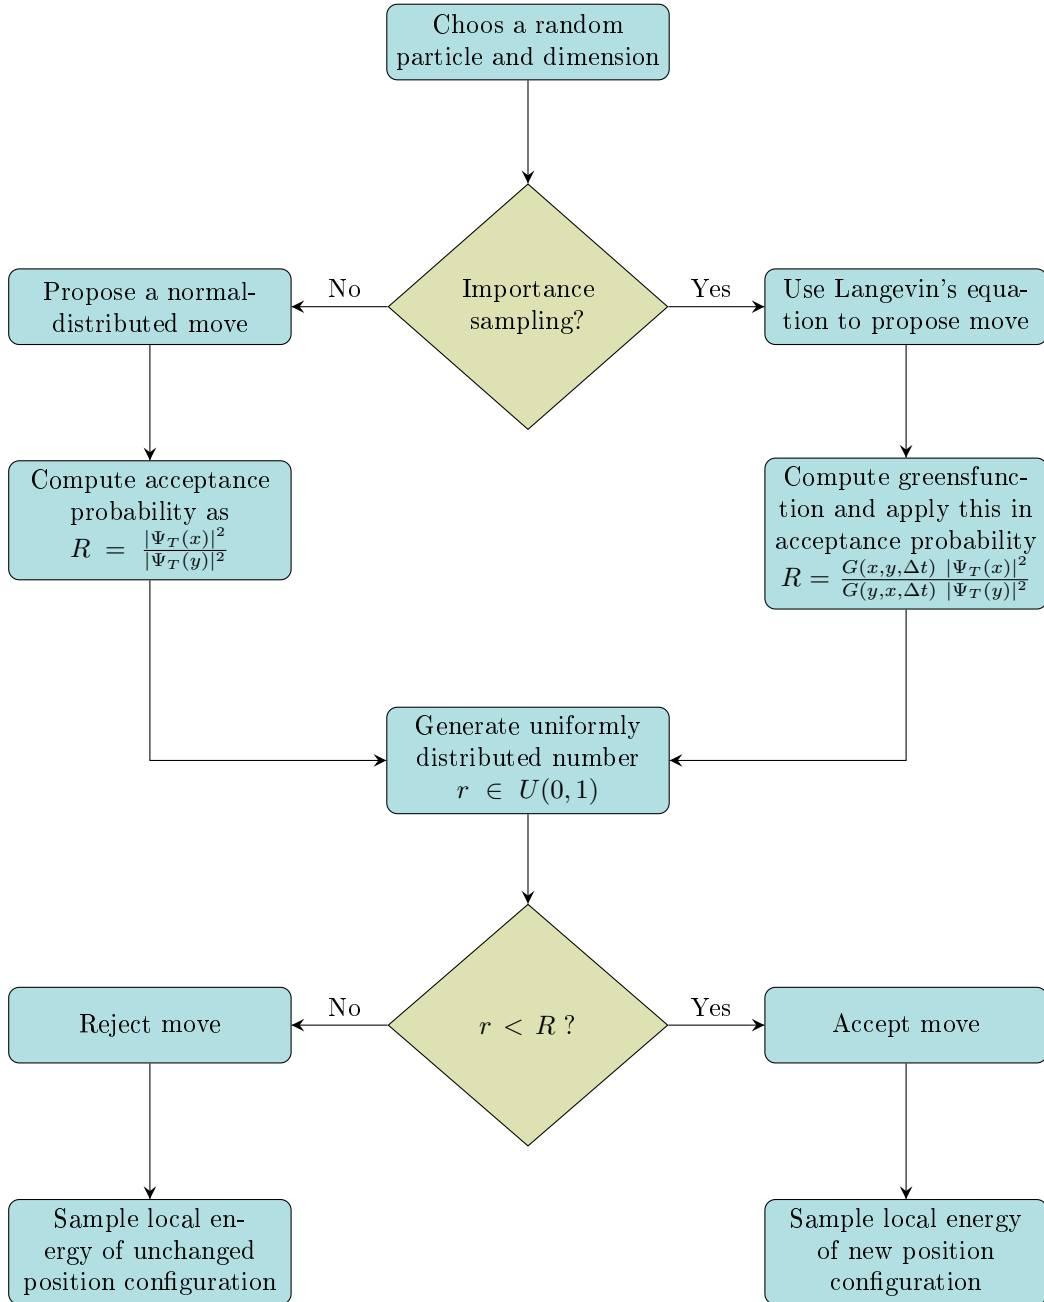 Choos a random
particle and dimension
No
Importance
sampling?
Yes
Propose a normal-
distributed move
Use Langevin's equa-
tion to propose move
Compute acceptance
probability as
R = |Ψ_T(x)|² / |Ψ_T(y)|²
Compute greensfunc-
tion and apply this in
acceptance probability
R = G(x,y,Δt) |Ψ_T(x)|² / G(y,x,Δt) |Ψ_T(y)|²
Generate uniformly
distributed number
r ∈ U(0, 1)
No
r < R ?
Yes
Reject move
Accept move
Sample local en-
ergy of unchanged
position configuration
Sample local energy
of new position
configuration